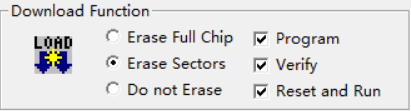 Download Function
LOAD
Erase Full Chip
Program
Erase Sectors
Verify
Do not Erase
Reset and Run